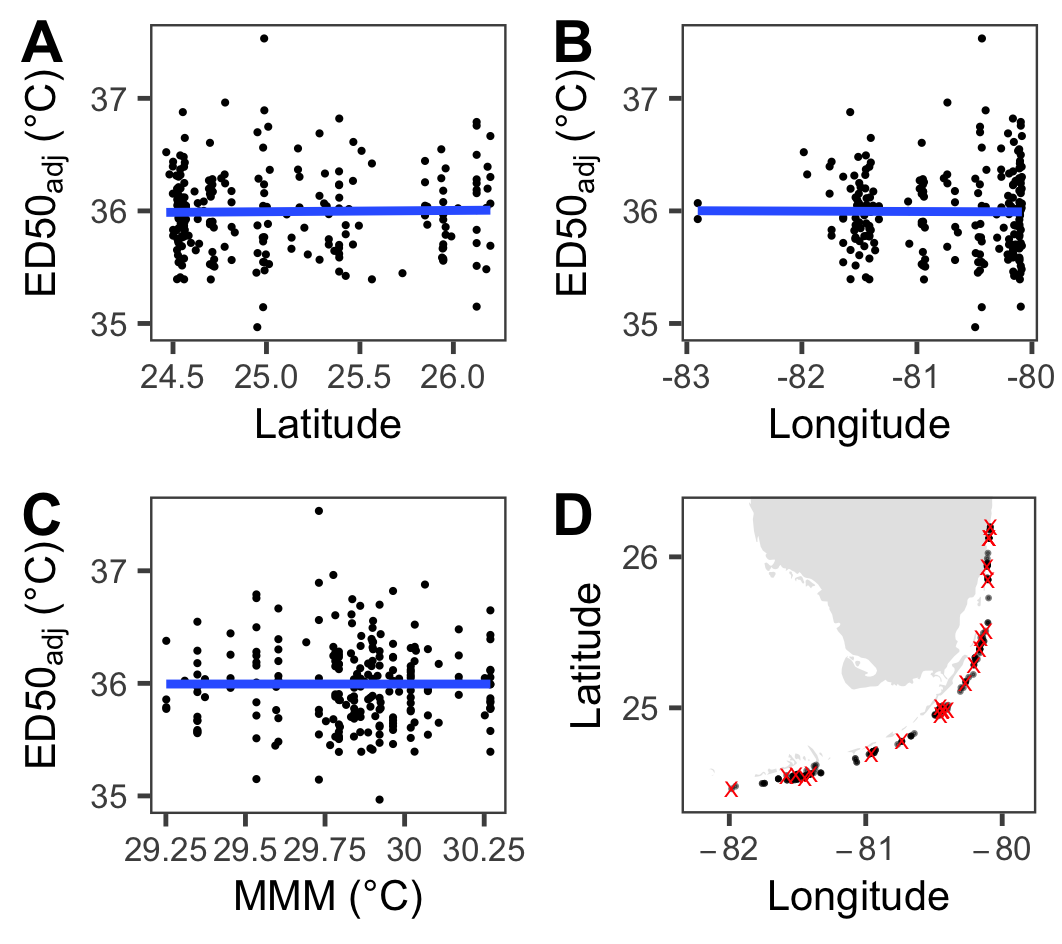 A
ED50adj (°C)
37
36
35
24.5 25.0 25.5 26.0
Latitude
B
ED50adj (°C)
37
36
35
-83 -82 -81 -80
Longitude
C
ED50adj (°C)
37
36
35
29.25 29.5 29.75 30 30.25
MMM (°C)
D
Latitude
26
25
−82 −81 −80
Longitude